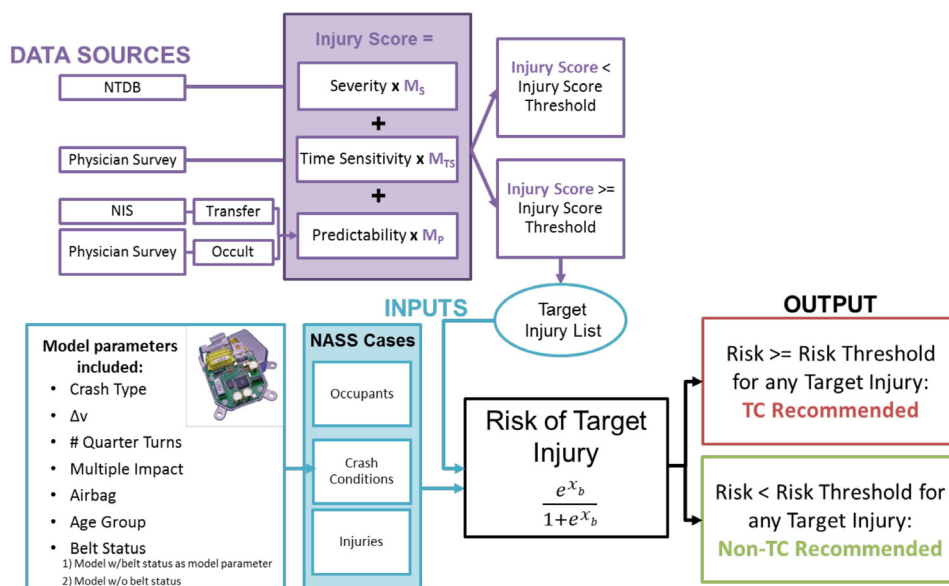 DATA SOURCES
NTDB
Physician Survey
NIS
Transfer
Physician Survey
Occult
Injury Score =
Severity x MS
+
Time Sensitivity x MTS
+
Predictability x MP
Injury Score <
Injury Score
Threshold
Injury Score >=
Injury Score
Threshold
INPUTS
Target
Injury List
Model parameters
included:
• Crash Type
• Δv
• # Quarter Turns
• Multiple Impact
• Airbag
• Age Group
• Belt Status
1) Model w/belt status as model parameter
2) Model w/o belt status
NASS Cases
Occupants
Crash
Conditions
Injuries
Risk of Target
Injury
e^xb
1+e^xb
OUTPUT
Risk >= Risk Threshold
for any Target Injury:
TC Recommended
Risk < Risk Threshold for
any Target Injury:
Non-TC Recommended